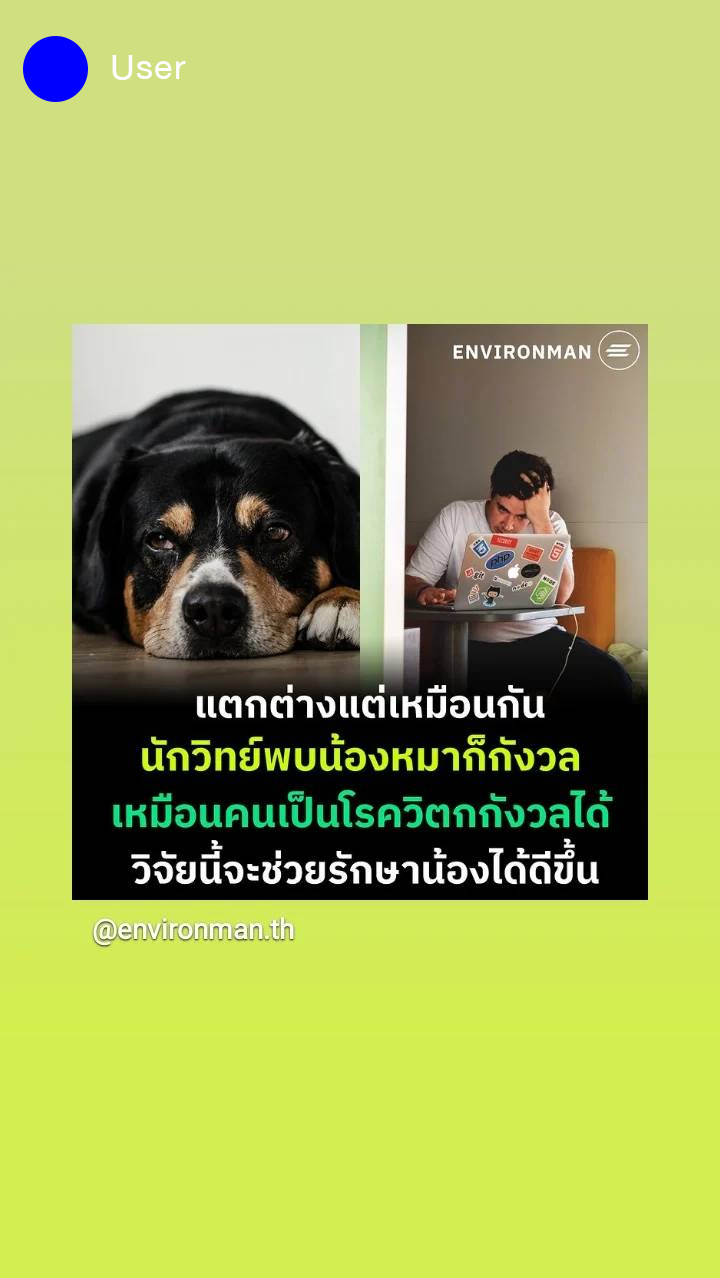 User
ENVIRONMAN
php
แตกต่างแต่เหมือนกัน
นักวิทย์พบน้องหมาก็กังวล
เหมือนคนเป็นโรควิตกกังวลได้
วิจัยนี้จะช่วยรักษาน้องได้ดีขึ้น
@environman.th